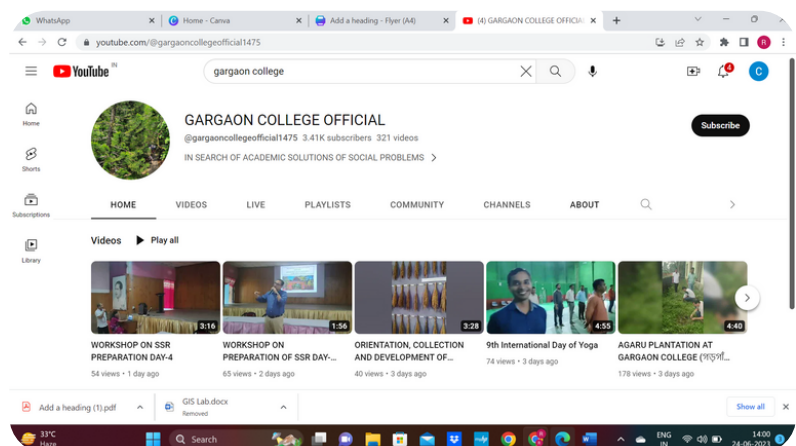 WhatsApp
Home - Canva
Add a heading - Flyer (A4)
(4) GARGAON COLLEGE OFFICIAL
youtube.com/@gargaoncollegeofficial1475
YouTube IN
gargaon college
4
C
R
Home
Shorts
Subscriptions
Library
GARGAON COLLEGE OFFICIAL
@gargaoncollegeofficial1475 3.41K subscribers 321 videos
IN SEARCH OF ACADEMIC SOLUTIONS OF SOCIAL PROBLEMS
Subscribe
HOME VIDEOS LIVE PLAYLISTS COMMUNITY CHANNELS ABOUT
Videos Play all
3:16
1:56
3:28
4:55
4:40
WORKSHOP ON SSR
PREPARATION DAY-4
54 views • 1 day ago
WORKSHOP ON
PREPARATION OF SSR DAY-...
65 views • 2 days ago
ORIENTATION, COLLECTION
AND DEVELOPMENT OF...
40 views • 3 days ago
9th International Day of Yoga
74 views • 3 days ago
AGARU PLANTATION AT
GARGAON COLLEGE (গড়গাঁ...
178 views • 3 days ago
Add a heading (1).pdf
GIS Lab.docx
Removed
Show all
33°C
Haze
Search
ENG
IN
14:00
24-06-2023